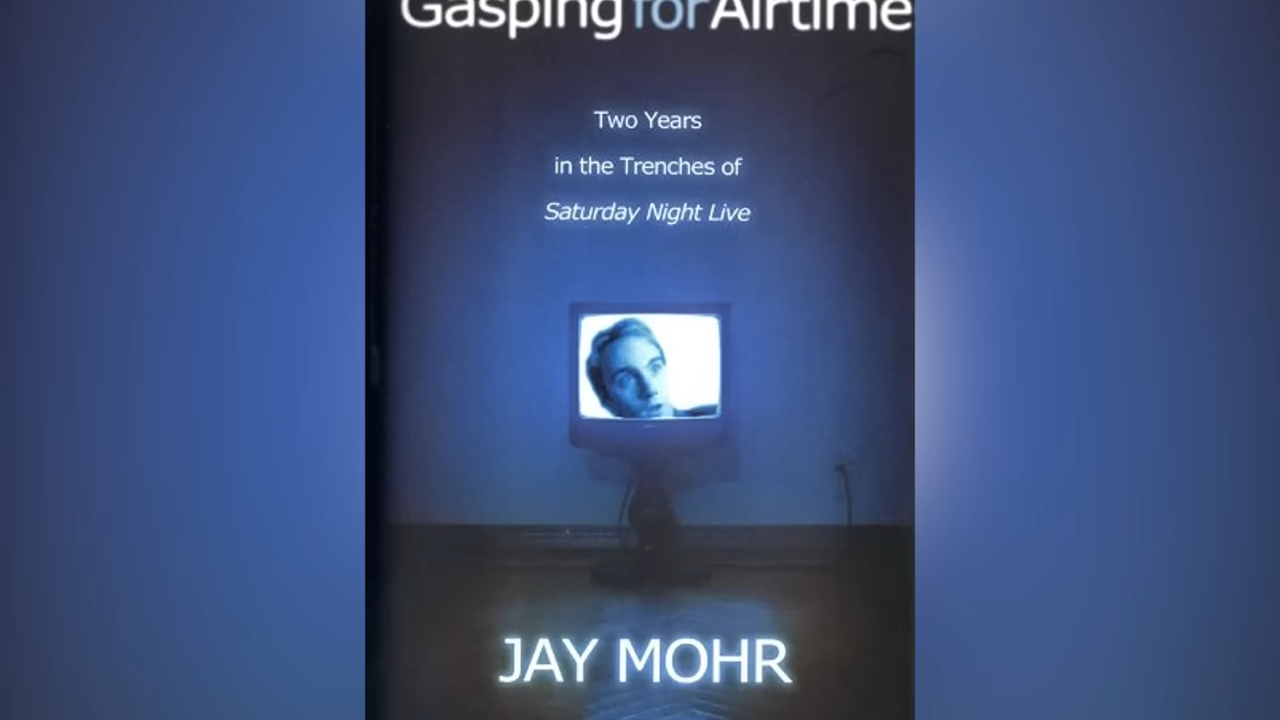 Gasping for Airtime
Two Years
in the Trenches of
Saturday Night Live
JAY MOHR